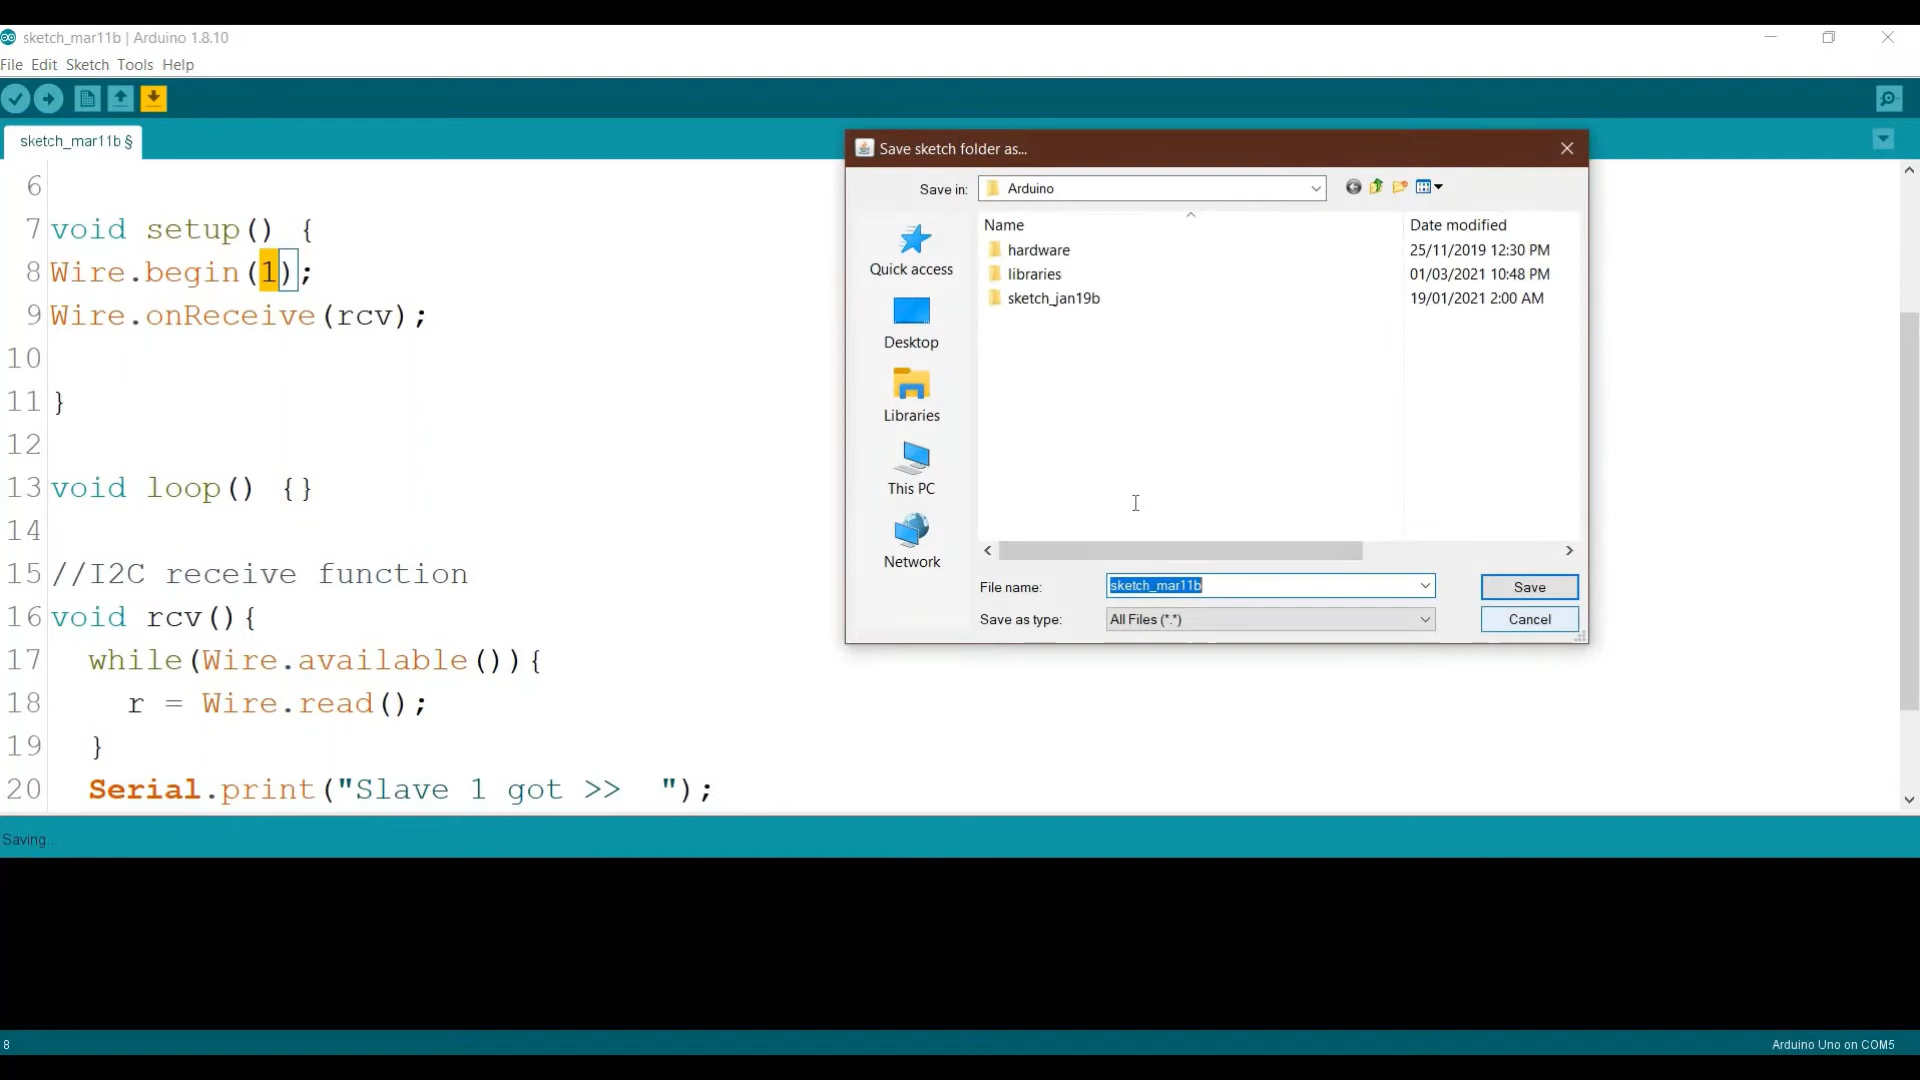 sketch_mar11b | Arduino 1.8.10
File Edit Sketch Tools Help
sketch_mar11b §
6
7 void setup() {
8 Wire.begin(1);
9 Wire.onReceive(rcv);
10
11 }
12
13 void loop() {}
14
15 //I2C receive function
16 void rcv(){
17 while(Wire.available()){
18 r = Wire.read();
19 }
20 Serial.print("Slave 1 got >>  ");
Save sketch folder as...
Save in: Arduino
Name Date modified
hardware 25/11/2019 12:30 PM
libraries 01/03/2021 10:48 PM
sketch_jan19b 19/01/2021 2:00 AM
Quick access
Desktop
Libraries
This PC
Network
File name: sketch_mar11b Save
Save as type: All Files (*.*) Cancel
Saving...
8 Arduino Uno on COM5